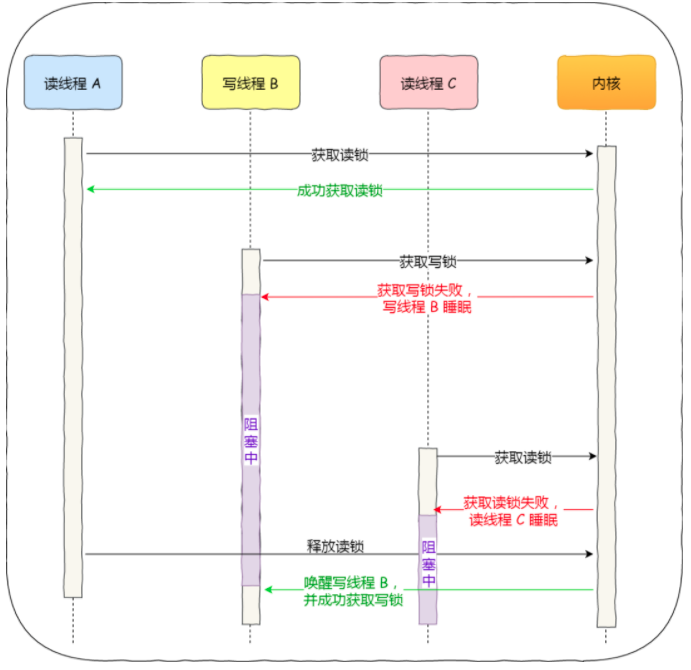 读线程 A
写线程 B
读线程 C
内核
获取读锁
成功获取读锁
获取写锁
获取写锁失败，
写线程 B 睡眠
阻
塞
中
获取读锁
获取读锁失败，
读线程 C 睡眠
释放读锁
阻
塞
中
唤醒写线程 B，
并成功获取写锁